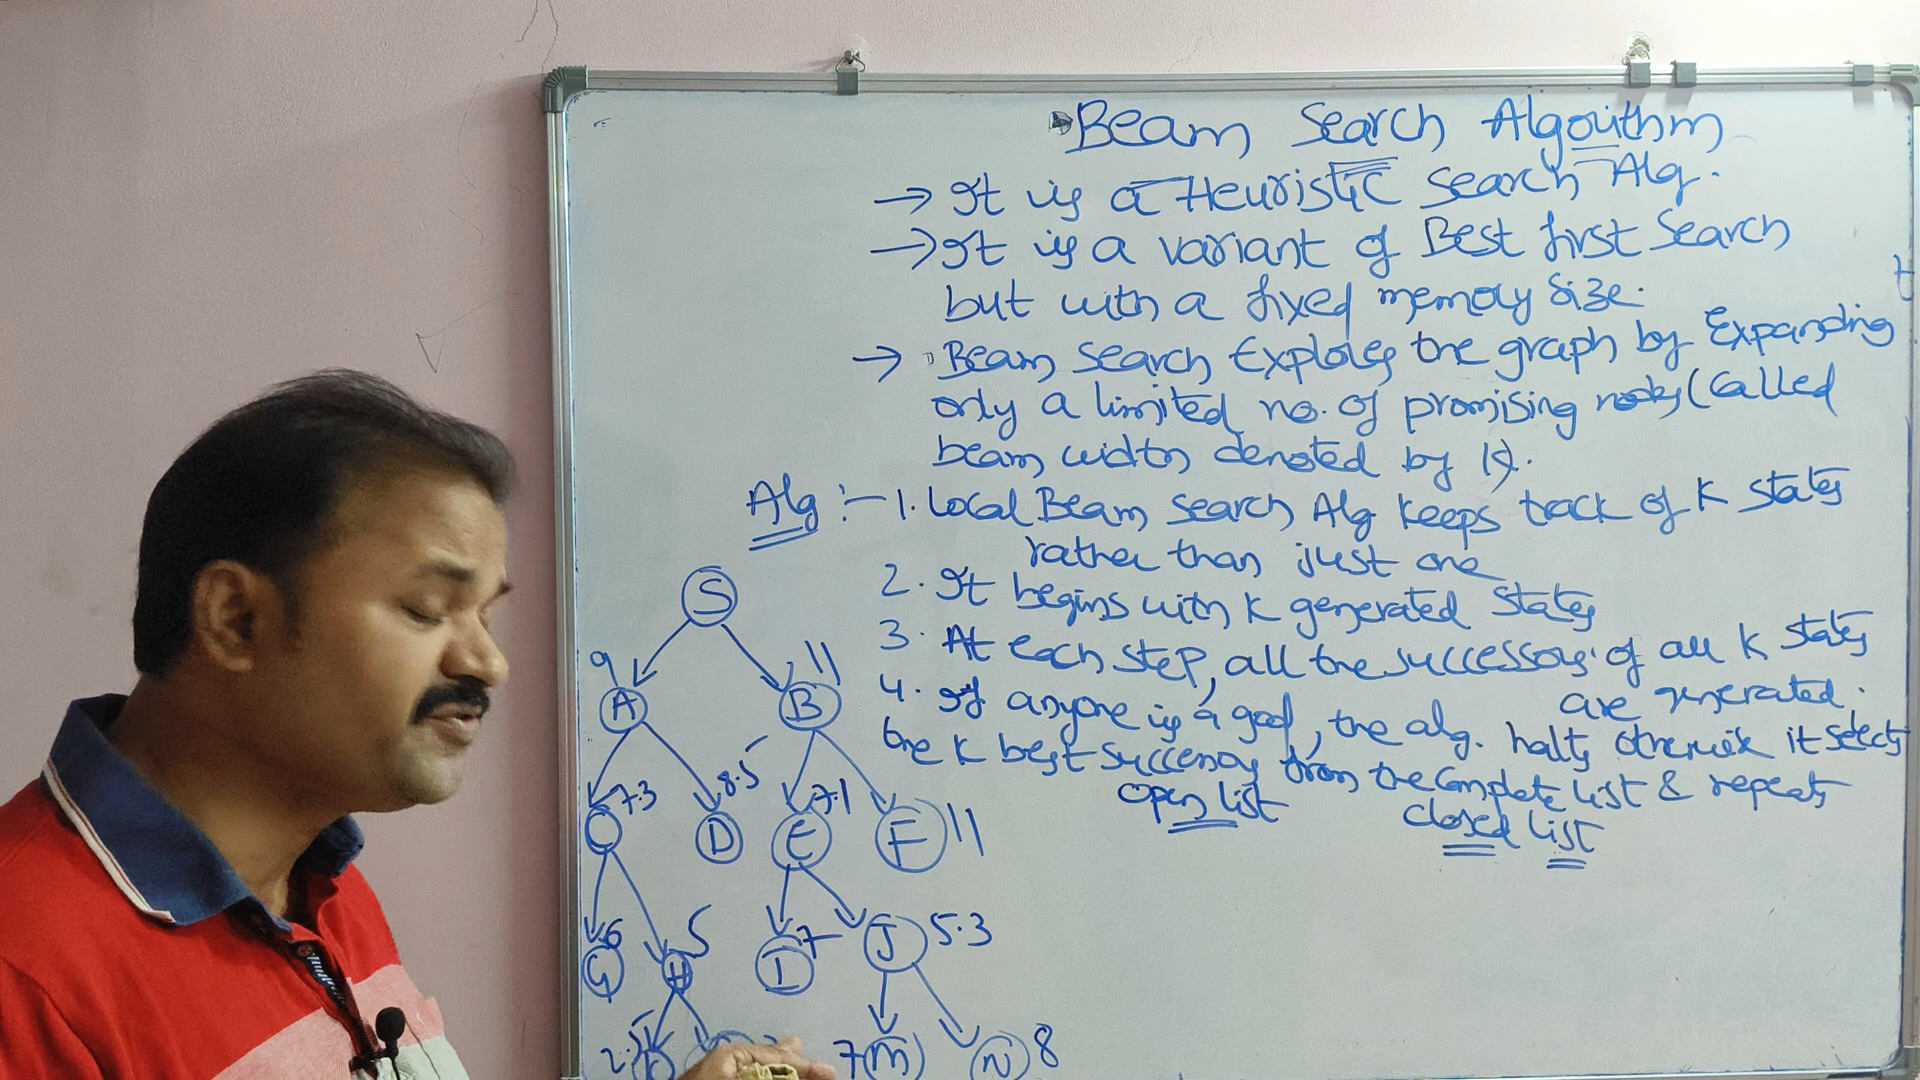 Beam Search Algorithm
→ It is a Heuristic Search Alg.
→ It is a variant of Best first Search
but with a fixed memory size.
→ Beam Search Explores the graph by Expanding
only a limited no. of promising nodes (called
beam width denoted by K).
Alg :- 1. Local Beam Search Alg keeps track of K states
rather than just one
2. It begins with K generated states
3. At each step, all the successors of all K states
are generated.
4. If anyone is a goal, the alg. halts otherwise it selects
the K best successors from the complete list & repeats
open list closed list
S
9 A B 11
C 7.3 D 8.5 E 7.1 F 11
G 6 H 5 I 7 J 5.3
7 M N 8